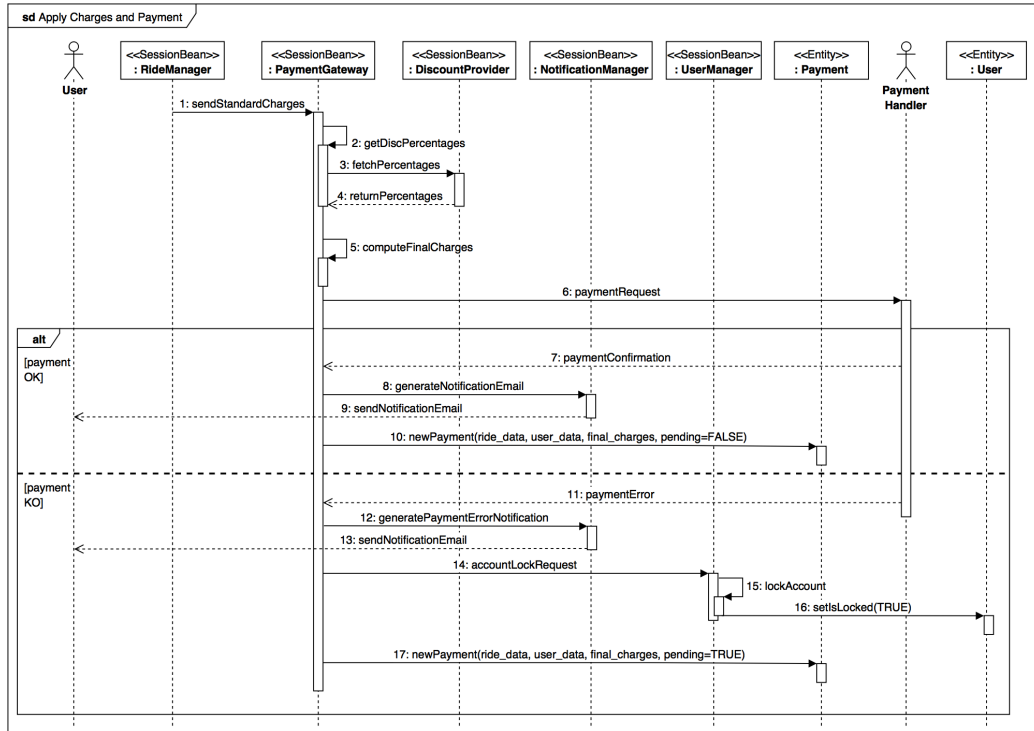 sd Apply Charges and Payment
User
<<SessionBean>>
: RideManager
<<SessionBean>>
: PaymentGateway
<<SessionBean>>
: DiscountProvider
<<SessionBean>>
: NotificationManager
<<SessionBean>>
: UserManager
<<Entity>>
: Payment
Payment
Handler
<<Entity>>
: User
1: sendStandardCharges
2: getDiscPercentages
3: fetchPercentages
4: returnPercentages
5: computeFinalCharges
6: paymentRequest
alt
[payment
OK]
7: paymentConfirmation
8: generateNotificationEmail
9: sendNotificationEmail
10: newPayment(ride_data, user_data, final_charges, pending=FALSE)
[payment
KO]
11: paymentError
12: generatePaymentErrorNotification
13: sendNotificationEmail
14: accountLockRequest
15: lockAccount
16: setIsLocked(TRUE)
17: newPayment(ride_data, user_data, final_charges, pending=TRUE)